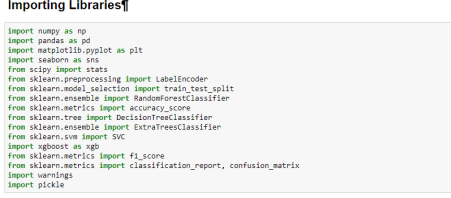 Importing Libraries¶
import numpy as np
import pandas as pd
import matplotlib.pyplot as plt
import seaborn as sns
from scipy import stats
from sklearn.preprocessing import LabelEncoder
from sklearn.model_selection import train_test_split
from sklearn.ensemble import RandomForestClassifier
from sklearn.metrics import accuracy_score
from sklearn.tree import DecisionTreeClassifier
from sklearn.ensemble import ExtraTreesClassifier
from sklearn.svm import SVC
import xgboost as xgb
from sklearn.metrics import f1_score
from sklearn.metrics import classification_report, confusion_matrix
import warnings
import pickle